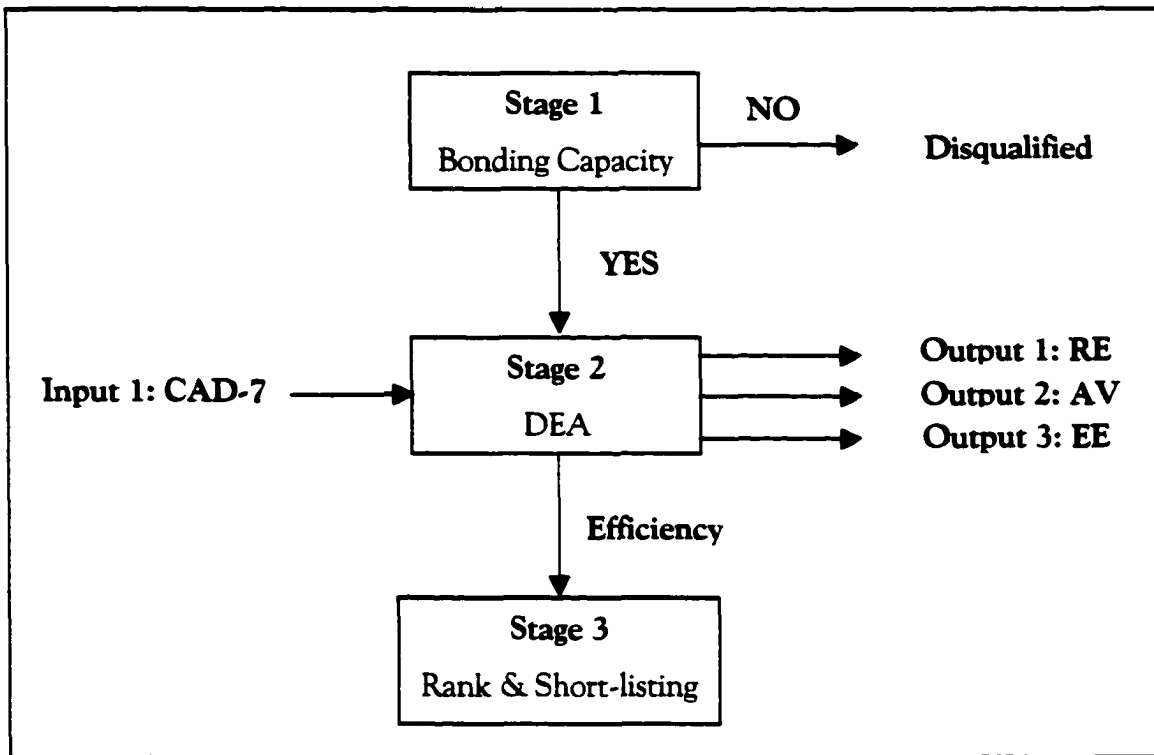 Stage 1
Bonding Capacity
NO
Disqualified
YES
Input 1: CAD-7
Stage 2
DEA
Output 1: RE
Output 2: AV
Output 3: EE
Efficiency
Stage 3
Rank & Short-listing